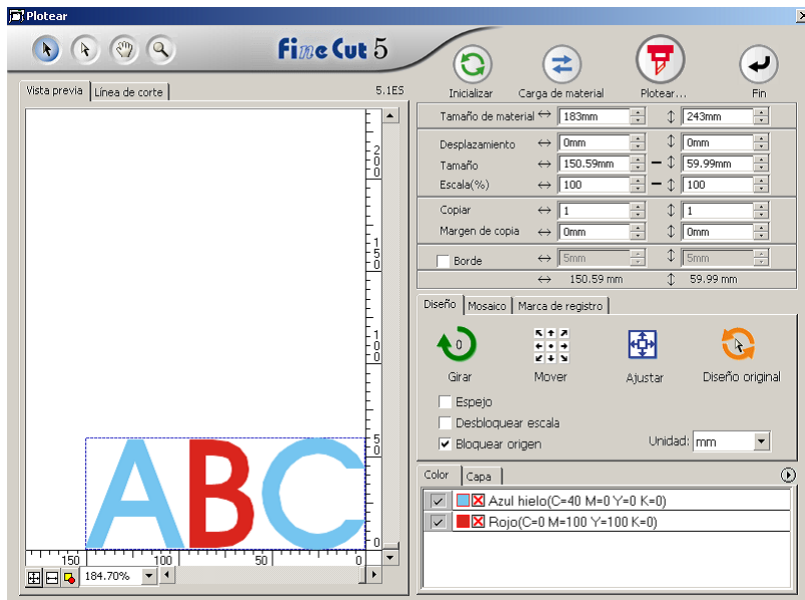 Plotear
Fine Cut 5
Inicializar
Carga de material
Plotear...
Fin
Vista previa
Línea de corte
5.1ES
Tamaño de material
183mm
243mm
Desplazamiento
0mm
0mm
Tamaño
150.59mm
59.99mm
Escala(%)
100
100
Copiar
1
1
Margen de copia
0mm
0mm
Borde
5mm
5mm
150.59 mm
59.99 mm
Diseño
Mosaico
Marca de registro
0
Girar
Mover
Ajustar
Diseño original
Espejo
Desbloquear escala
Bloquear origen
Unidad:
mm
200
150
100
50
0
ABC
150
100
50
0
184.70%
Color
Capa
Azul hielo(C=40 M=0 Y=0 K=0)
Rojo(C=0 M=100 Y=100 K=0)